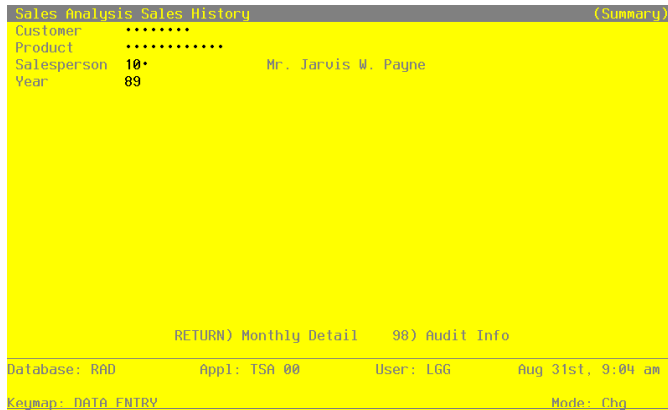 Sales Analysis Sales History (Summary)
Customer ········
Product ············
Salesperson 10· Mr. Jarvis W. Payne
Year 89
RETURN) Monthly Detail 98) Audit Info
Database: RAD Appl: TSA 00 User: LGG Aug 31st, 9:04 am
Keymap: DATA ENTRY Mode: Chg